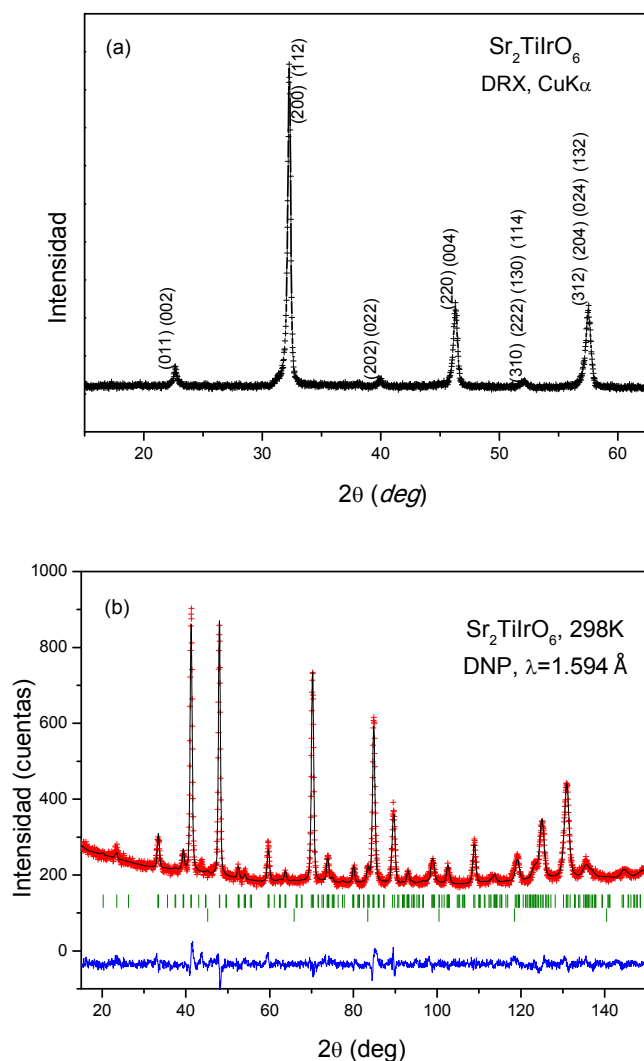 (a)
Sr2TiIrO6
DRX, CuKα
(011) (002)
(200) (112)
(202) (022)
(220) (004)
(310) (222) (130) (114)
(312) (204) (024) (132)
Intensidad
20 30 40 50 60
2θ (deg)
(b)
Sr2TiIrO6, 298K
DNP, λ=1.594 Å
Intensidad (cuentas)
1000
800
600
400
200
0
20 40 60 80 100 120 140
2θ (deg)